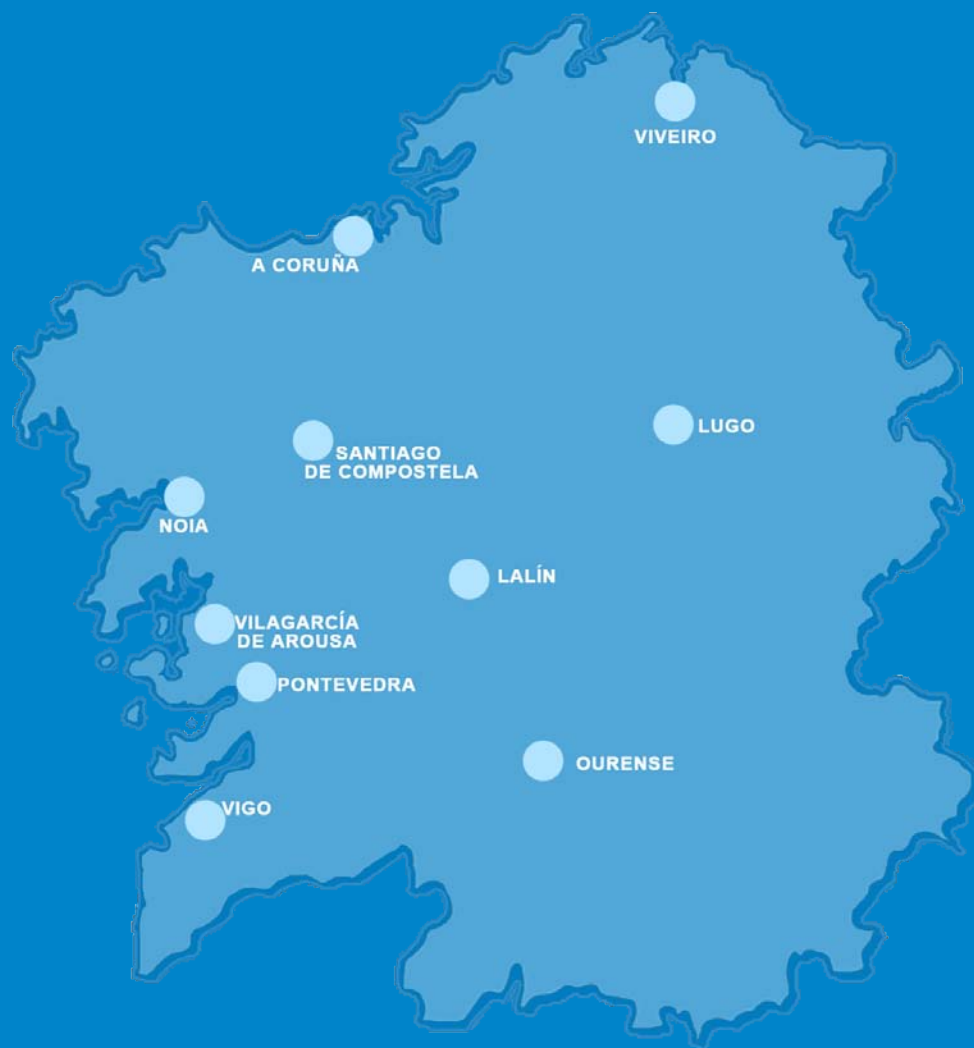 VIVEIRO
A CORUÑA
LUGO
SANTIAGO
DE COMPOSTELA
NOIA
LALÍN
VILAGARCÍA
DE AROUSA
PONTEVEDRA
OURENSE
VIGO